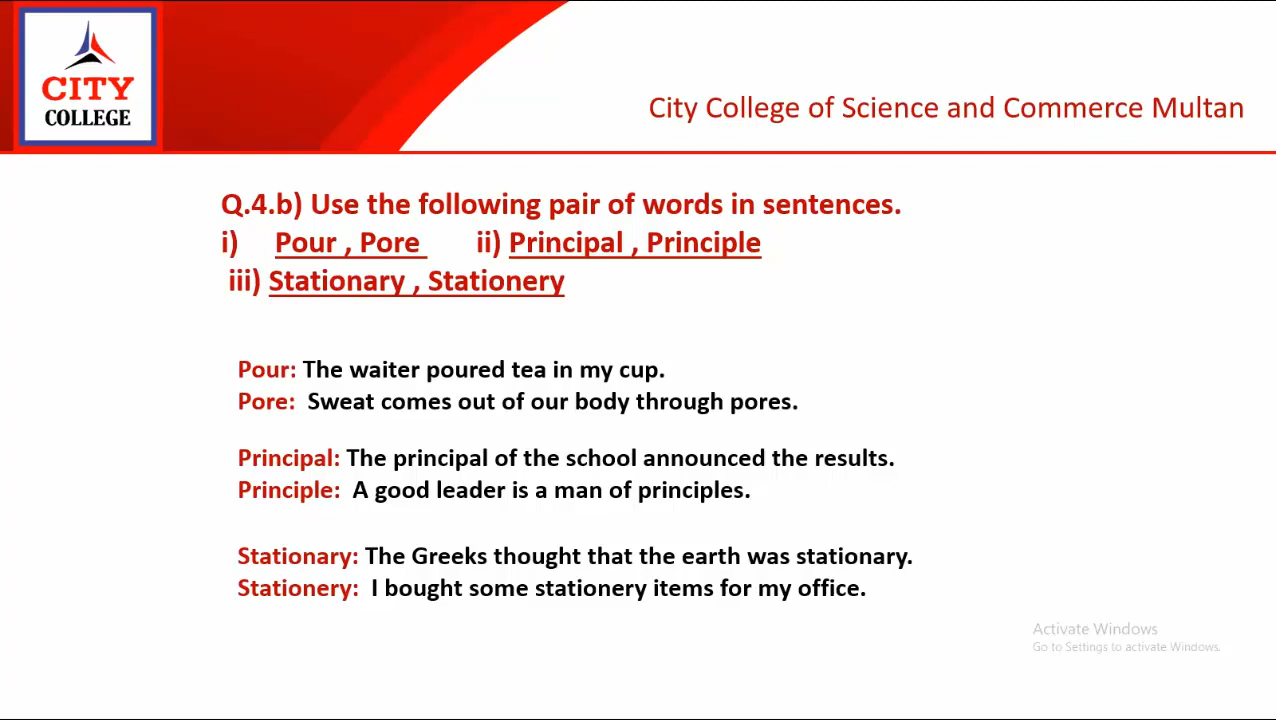 CITY
COLLEGE
City College of Science and Commerce Multan
Q.4.b) Use the following pair of words in sentences.
i) Pour , Pore ii) Principal , Principle
iii) Stationary , Stationery
Pour: The waiter poured tea in my cup.
Pore: Sweat comes out of our body through pores.
Principal: The principal of the school announced the results.
Principle: A good leader is a man of principles.
Stationary: The Greeks thought that the earth was stationary.
Stationery: I bought some stationery items for my office.
Activate Windows
Go to Settings to activate Windows.